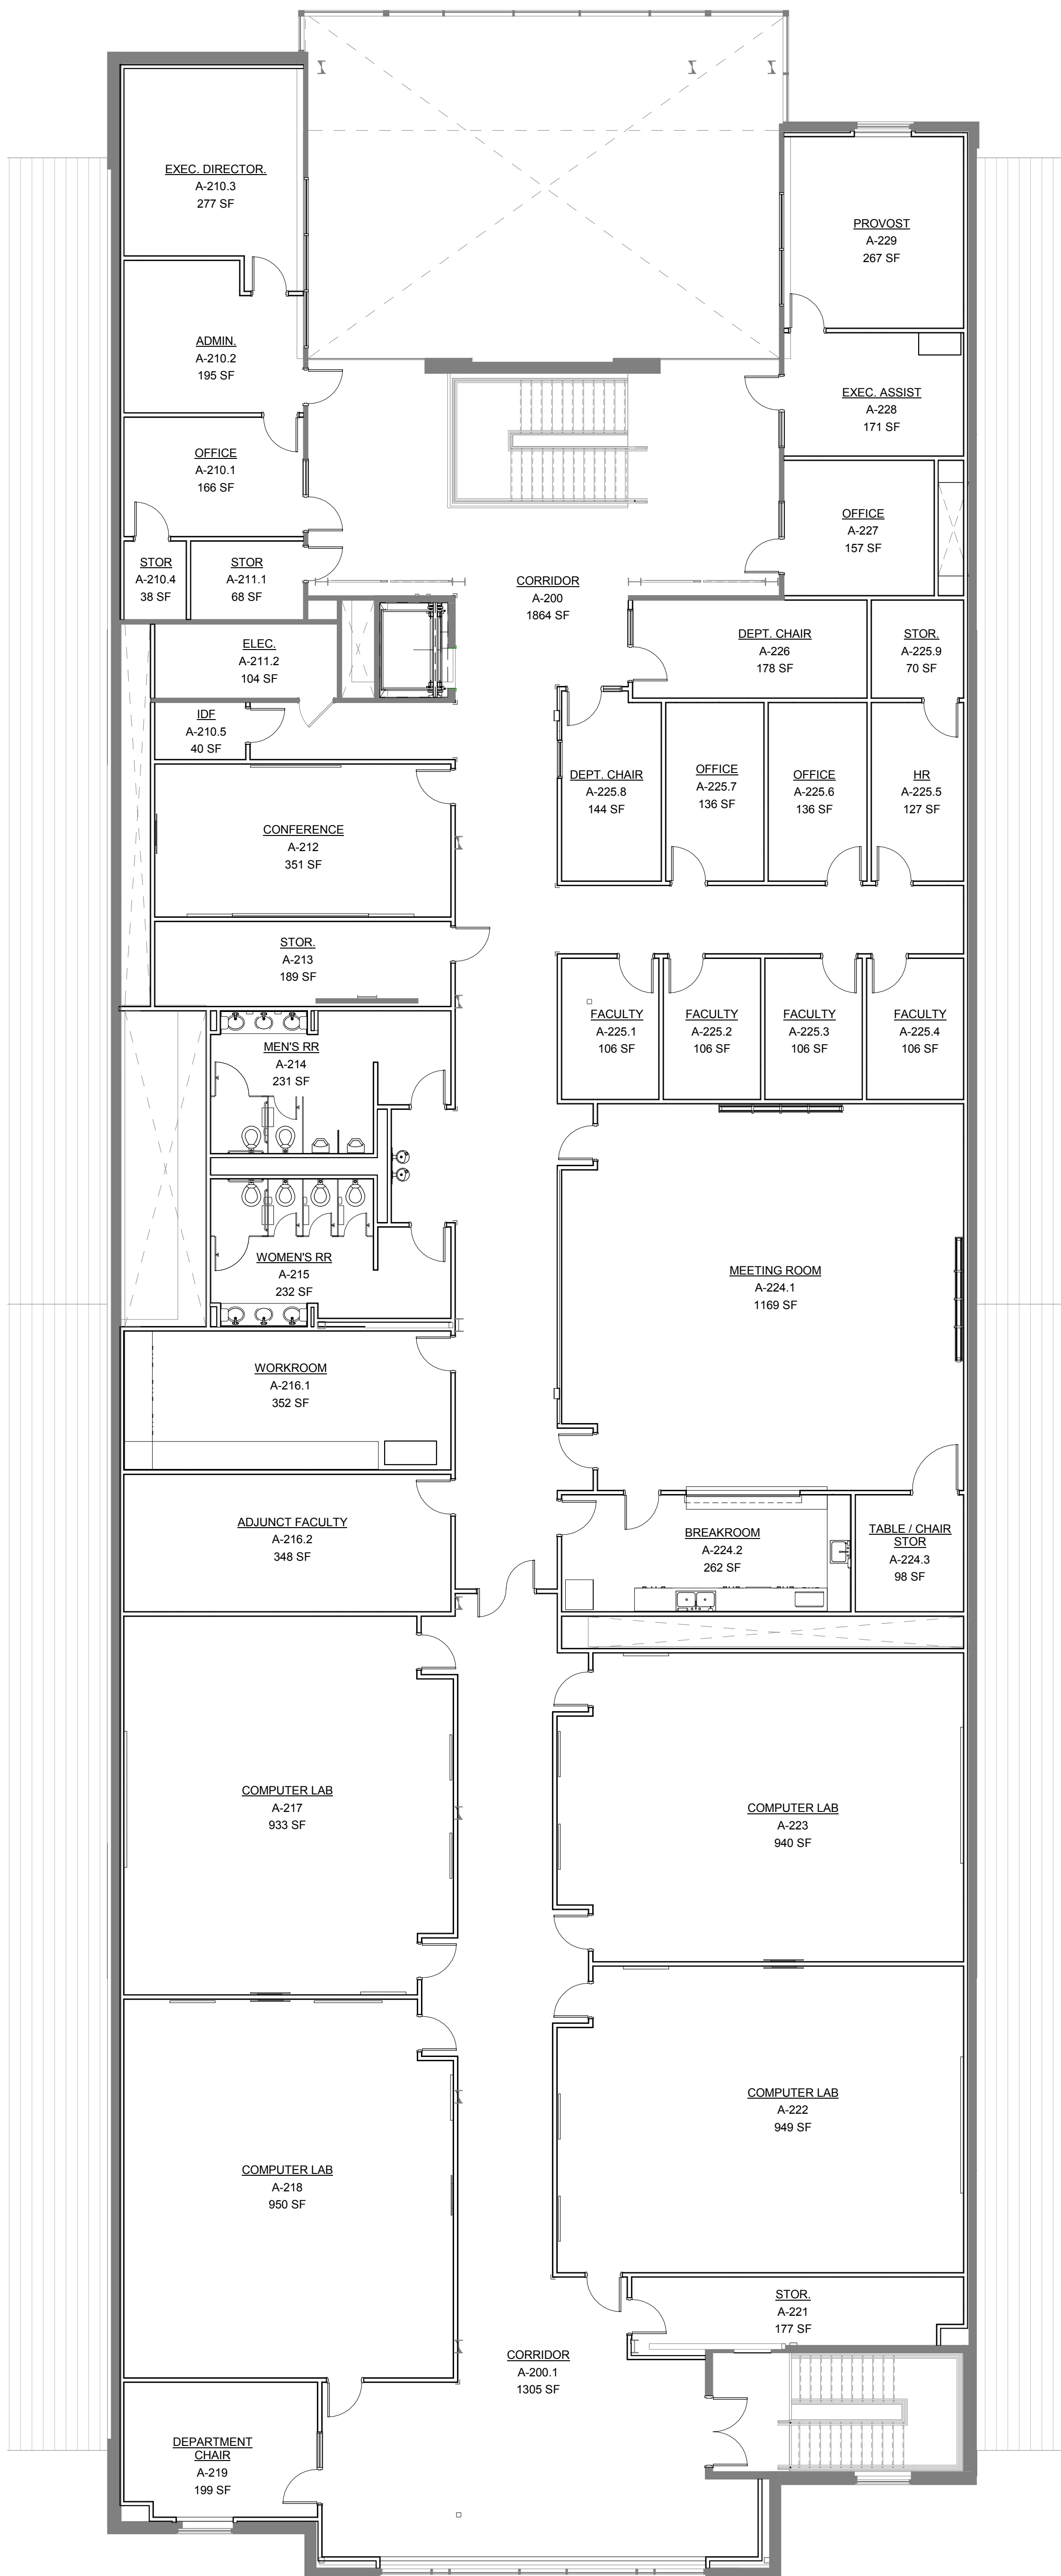 EXEC. DIRECTOR.
A-210.3
277 SF
PROVOST
A-229
267 SF
ADMIN.
A-210.2
195 SF
EXEC. ASSIST
A-228
171 SF
OFFICE
A-210.1
166 SF
OFFICE
A-227
157 SF
STOR
A-210.4
38 SF
STOR
A-211.1
68 SF
CORRIDOR
A-200
1864 SF
ELEC.
A-211.2
104 SF
DEPT. CHAIR
A-226
178 SF
STOR.
A-225.9
70 SF
IDF
A-210.5
40 SF
DEPT. CHAIR
A-225.8
144 SF
OFFICE
A-225.7
136 SF
OFFICE
A-225.6
136 SF
HR
A-225.5
127 SF
CONFERENCE
A-212
351 SF
STOR.
A-213
189 SF
FACULTY
A-225.1
106 SF
FACULTY
A-225.2
106 SF
FACULTY
A-225.3
106 SF
FACULTY
A-225.4
106 SF
MEN'S RR
A-214
231 SF
WOMEN'S RR
A-215
232 SF
MEETING ROOM
A-224.1
1169 SF
WORKROOM
A-216.1
352 SF
ADJUNCT FACULTY
A-216.2
348 SF
BREAKROOM
A-224.2
262 SF
TABLE / CHAIR
STOR
A-224.3
98 SF
COMPUTER LAB
A-217
933 SF
COMPUTER LAB
A-223
940 SF
COMPUTER LAB
A-222
949 SF
COMPUTER LAB
A-218
950 SF
STOR.
A-221
177 SF
CORRIDOR
A-200.1
1305 SF
DEPARTMENT
CHAIR
A-219
199 SF